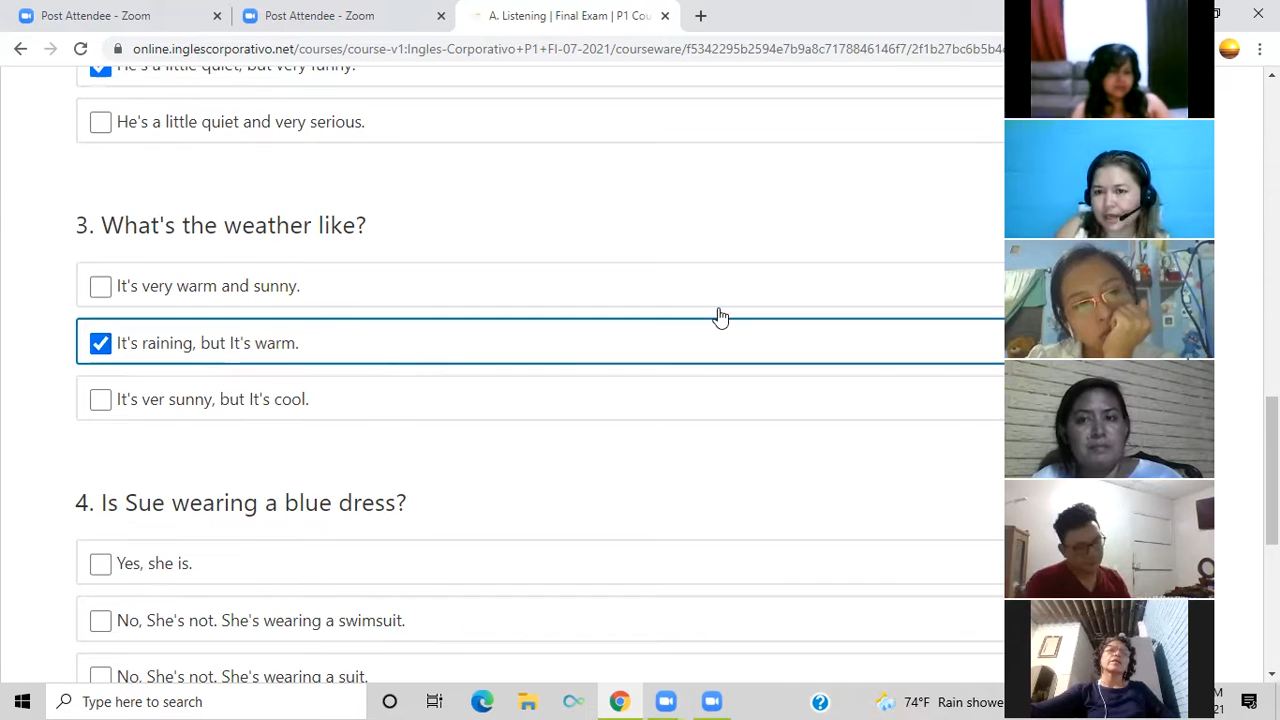 Post Attendee - Zoom
Post Attendee - Zoom
A. Listening | Final Exam | P1 Cou
online.inglescorporativo.net/courses/course-v1:Ingles-Corporativo+P1+FI-07-2021/courseware/f5342295b2594e7b9a8c7178846146f7/2f1b27bc6b5b4
He's a little quiet, but very funny.
He's a little quiet and very serious.
3. What's the weather like?
It's very warm and sunny.
It's raining, but It's warm.
It's ver sunny, but It's cool.
4. Is Sue wearing a blue dress?
Yes, she is.
No, She's not. She's wearing a swimsuit.
No, She's not. She's wearing a suit.
Type here to search
74°F Rain showe